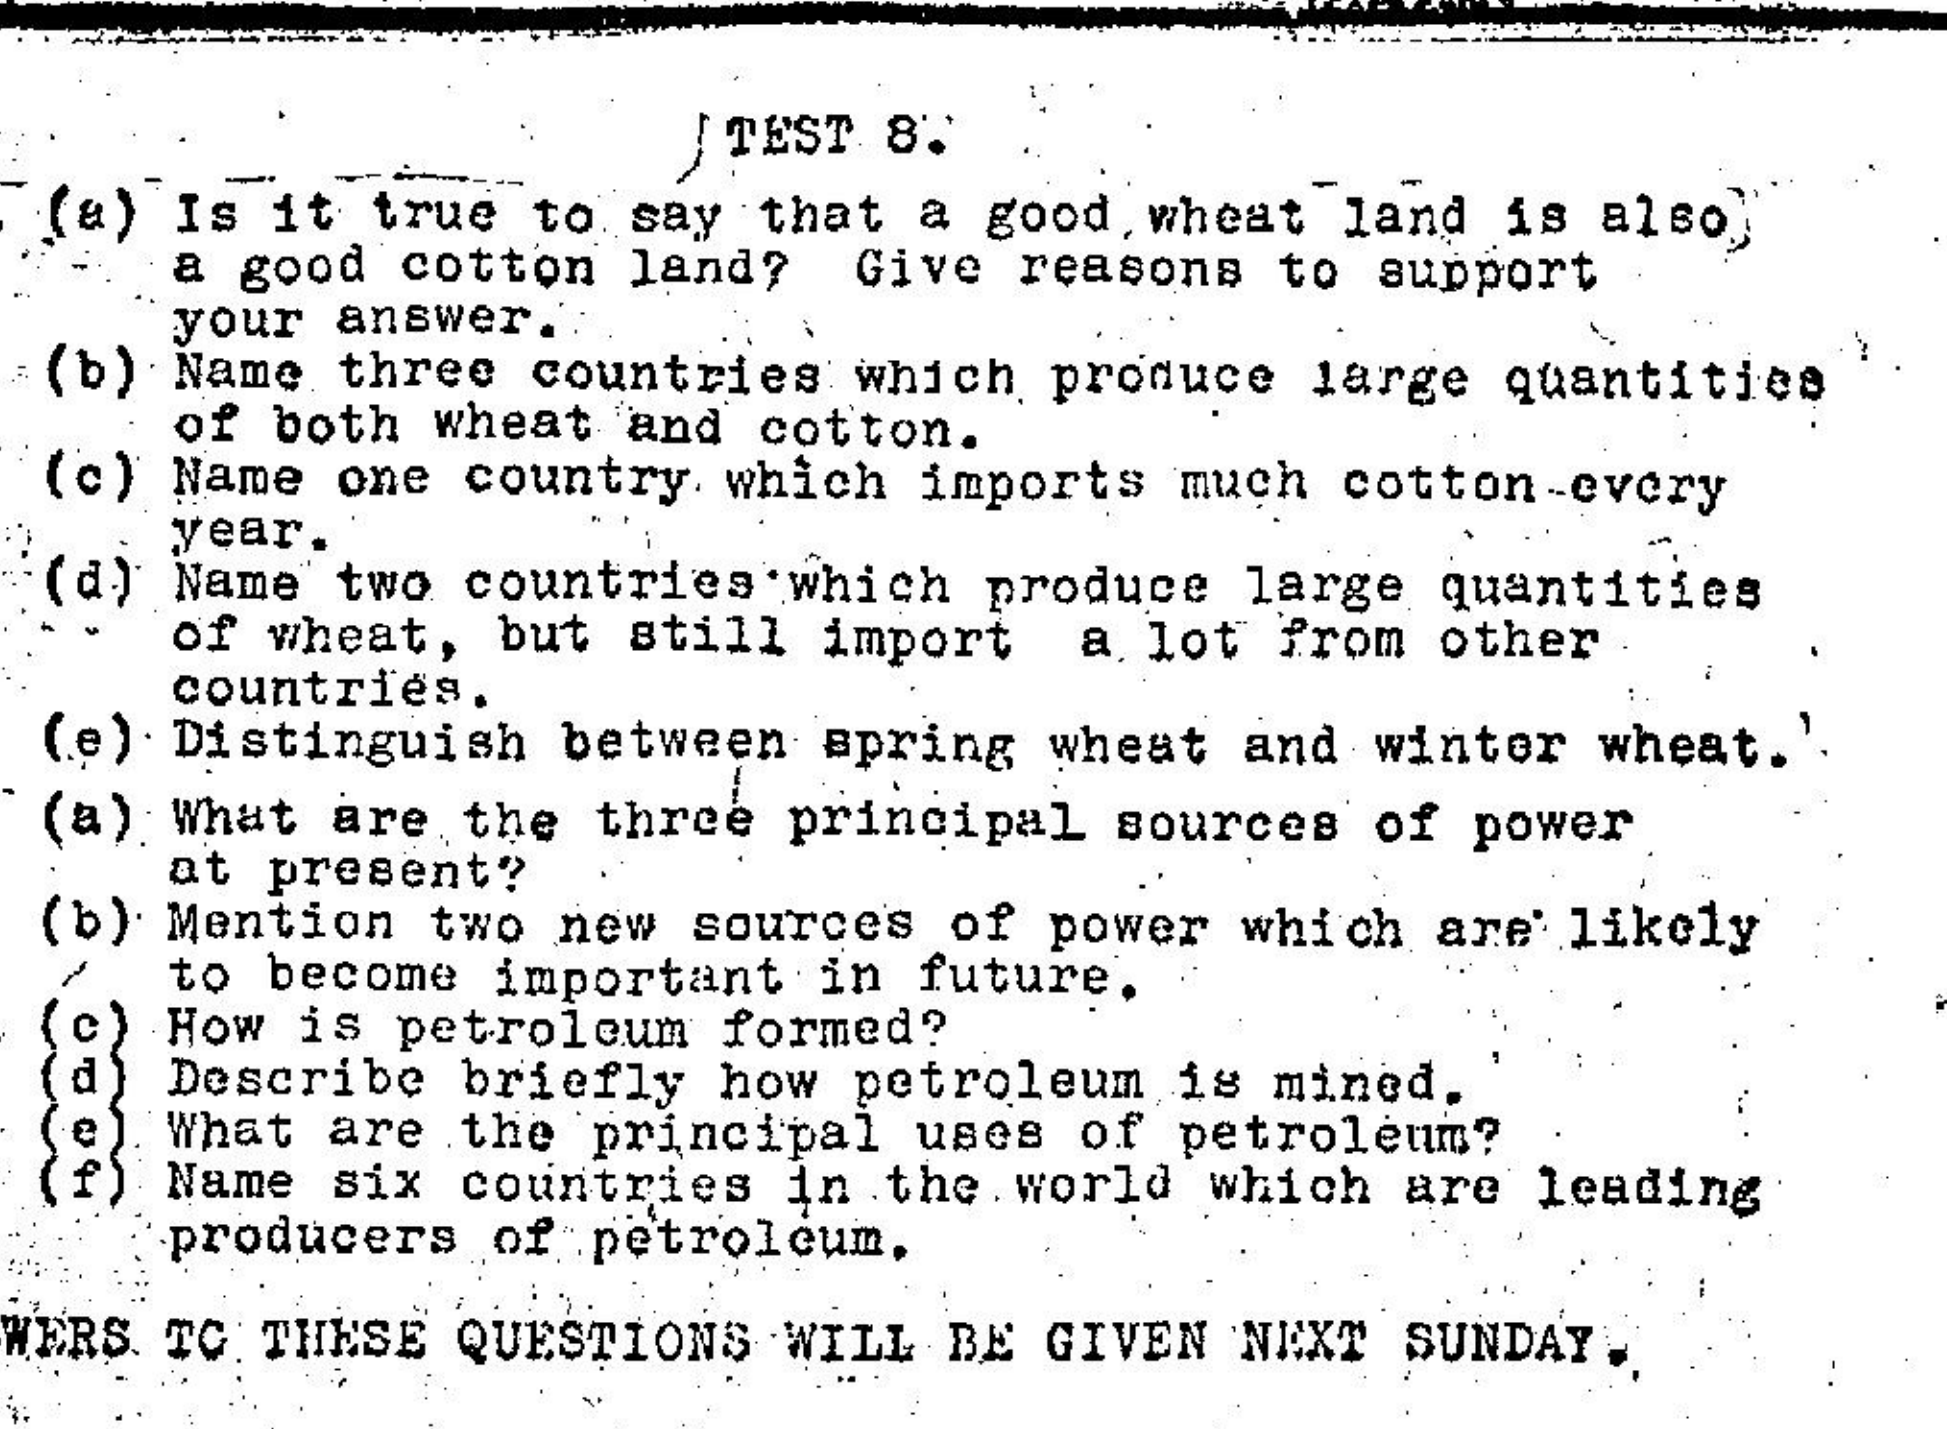 TEST 8.
(a) Is it true to say that a good wheat land is also
a good cotton land? Give reasons to support
your answer.
(b) Name three countries which produce large quantities
of both wheat and cotton.
(c) Name one country which imports much cotton every
year.
(d) Name two countries which produce large quantities
of wheat, but still import a lot from other
countries.
(e) Distinguish between spring wheat and winter wheat.
(a) What are the three principal sources of power
at present?
(b) Mention two new sources of power which are likely
to become important in future.
(c) How is petroleum formed?
(d) Describe briefly how petroleum is mined.
(e) What are the principal uses of petroleum?
(f) Name six countries in the world which are leading
producers of petroleum.
WERS TO THESE QUESTIONS WILL BE GIVEN NEXT SUNDAY.